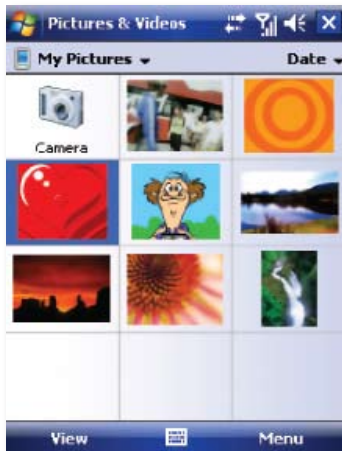 Pictures & Videos
My Pictures
Date
Camera
View
Menu